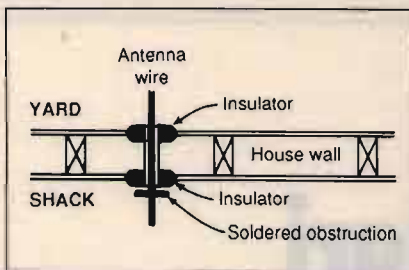 Antenna
wire
YARD
Insulator
House wall
SHACK
Insulator
Soldered obstruction